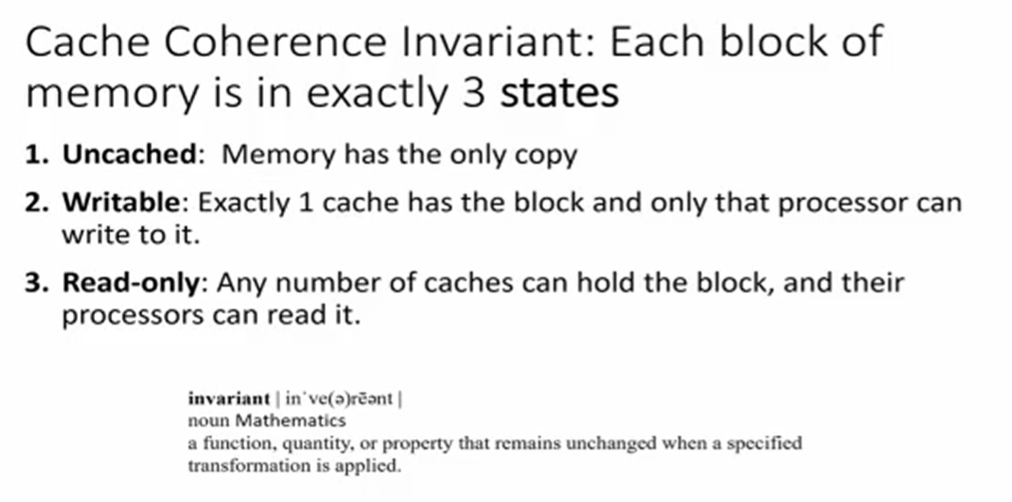 Cache Coherence Invariant: Each block of
memory is in exactly 3 states
1. Uncached: Memory has the only copy
2. Writable: Exactly 1 cache has the block and only that processor can
write to it.
3. Read-only: Any number of caches can hold the block, and their
processors can read it.
invariant | inˈve(ə)rēənt |
noun Mathematics
a function, quantity, or property that remains unchanged when a specified
transformation is applied.